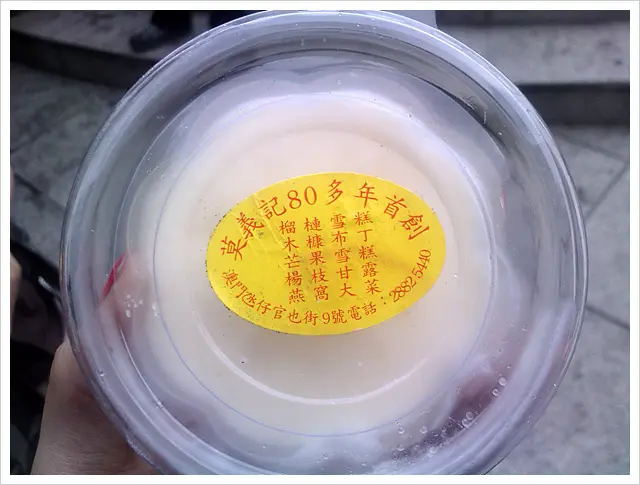 莫義記80多年首創
榴槤雪糕
木糠布丁
芒果雪糕
楊枝甘露
燕窩大菜
澳門氹仔官也街9號電話：28825440